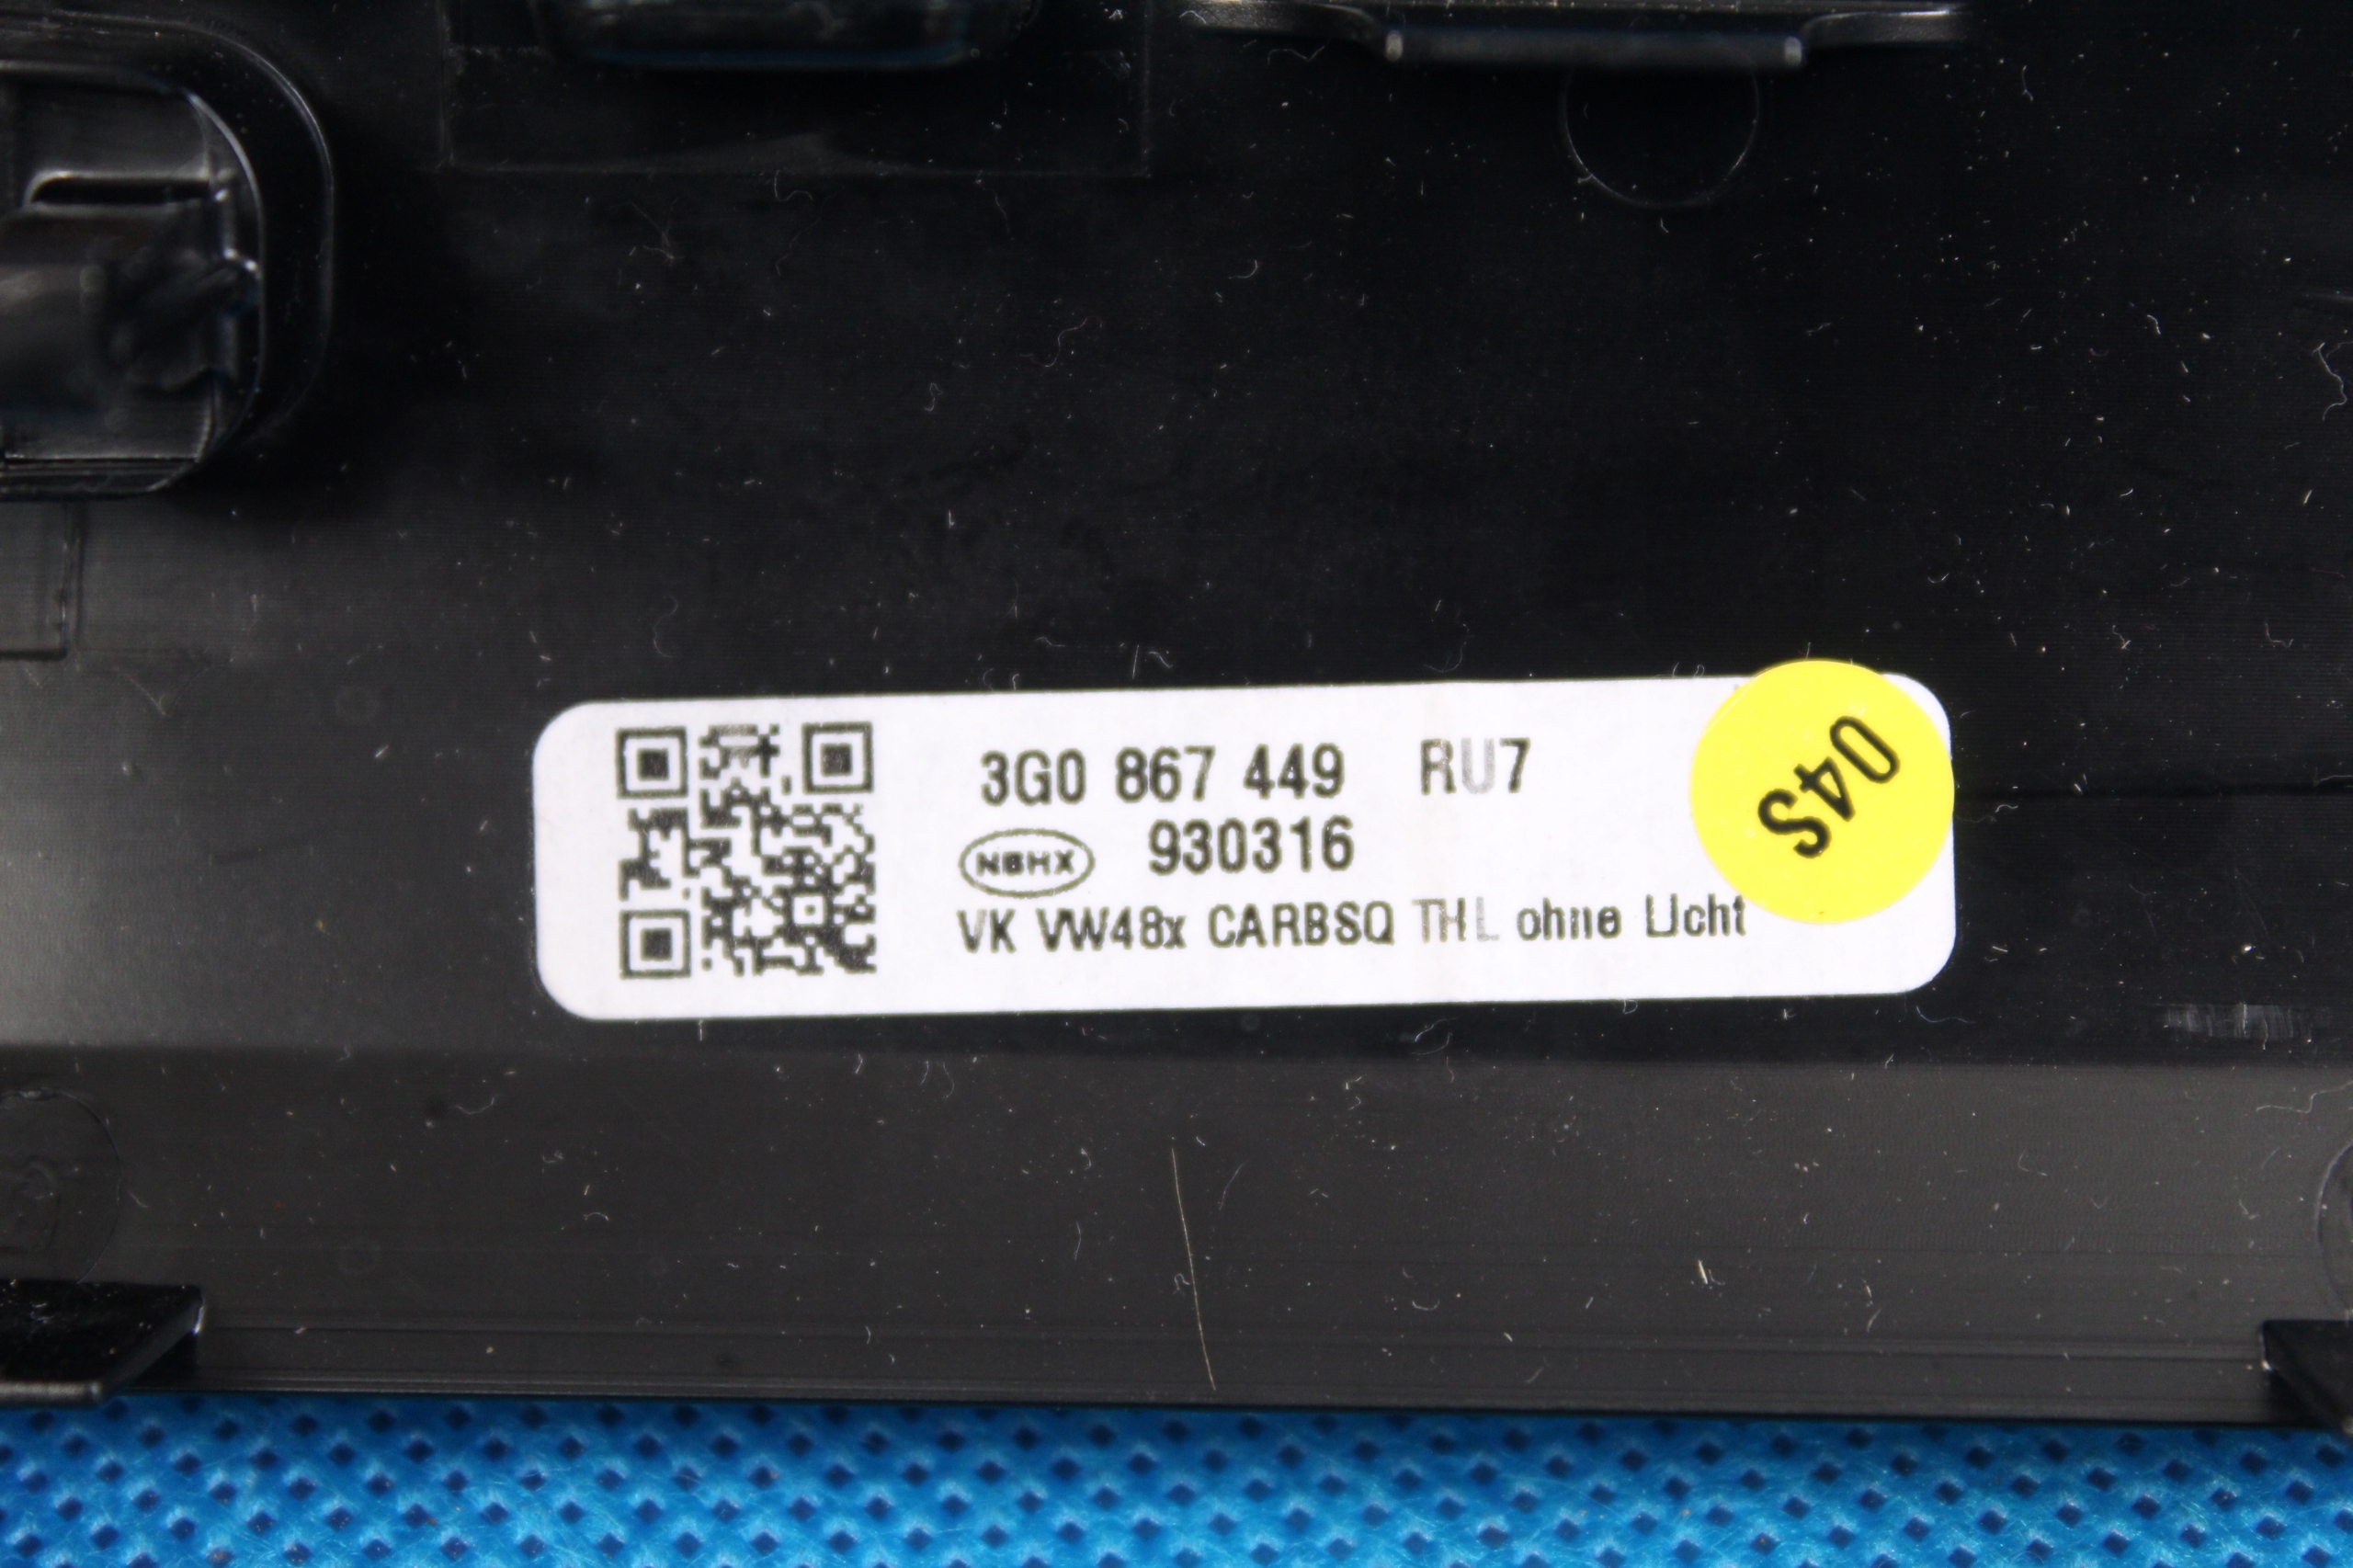 3G0 867 449 RU7
NBHX 930316
VK VW48x CARBSQ THL ohne Licht
04S